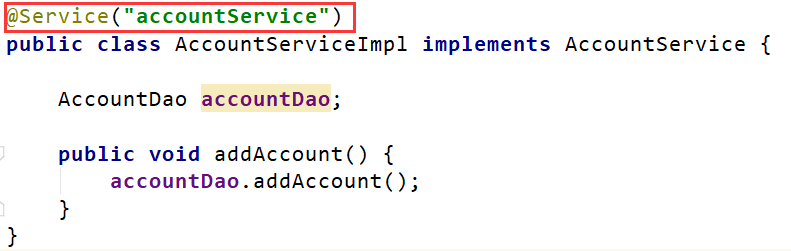 @Service("accountService")
public class AccountServiceImpl implements AccountService {
AccountDao accountDao;
public void addAccount() {
accountDao.addAccount();
}
}